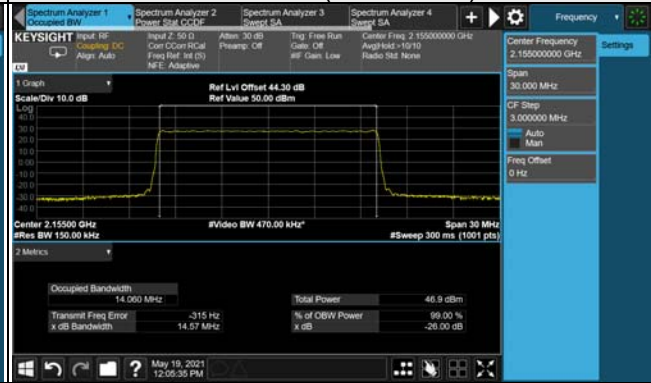 Spectrum Analyzer 1
Occupied BW
Spectrum Analyzer 2
Power Stat CCDF
Spectrum Analyzer 3
Swept SA
Spectrum Analyzer 4
Swept SA
Frequency
KEYSIGHT
Input: RF
Coupling: DC
Align: Auto
Input Z: 50 Ω
Corr CCorr RCal
Freq Ref: Int (S)
NFE: Adaptive
Atten: 30 dB
Preamp: Off
Trig: Free Run
Gate: Off
#IF Gain: Low
Center Freq: 2.155000000 GHz
Avg|Hold:>10/10
Radio Std: None
Center Frequency
2.155000000 GHz
Settings
Span
30.000 MHz
CF Step
3.000000 MHz
Auto
Man
Freq Offset
0 Hz
LXI
1 Graph
Scale/Div 10.0 dB
Ref Lvl Offset 44.30 dB
Ref Value 50.00 dBm
Log
40.0
30.0
20.0
10.0
0.00
-10.0
-20.0
-30.0
-40.0
Center 2.15500 GHz
#Res BW 150.00 kHz
#Video BW 470.00 kHz*
Span 30 MHz
#Sweep 300 ms (1001 pts)
2 Metrics
Occupied Bandwidth
14.060 MHz
Total Power
46.9 dBm
Transmit Freq Error
-315 Hz
% of OBW Power
99.00 %
x dB Bandwidth
14.57 MHz
x dB
-26.00 dB
May 19, 2021
12:05:35 PM